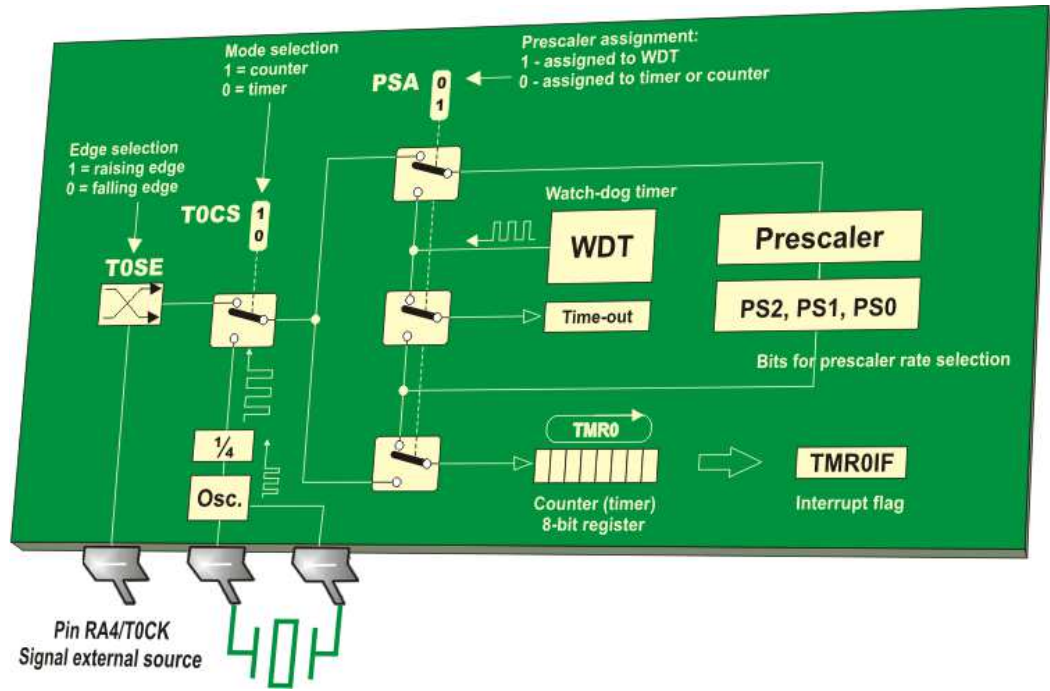 Mode selection
1 = counter
0 = timer
Prescaler assignment:
1 - assigned to WDT
0 - assigned to timer or counter
PSA
0
1
Edge selection
1 = raising edge
0 = falling edge
T0CS
1
0
T0SE
Watch-dog timer
WDT
Prescaler
Time-out
PS2, PS1, PS0
Bits for prescaler rate selection
1/4
Osc.
TMR0
Counter (timer)
8-bit register
TMR0IF
Interrupt flag
Pin RA4/T0CK
Signal external source